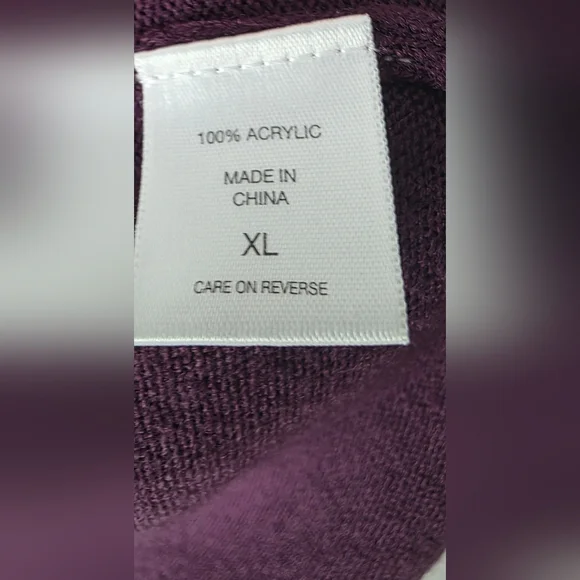 100% ACRYLIC
MADE IN
CHINA
XL
CARE ON REVERSE